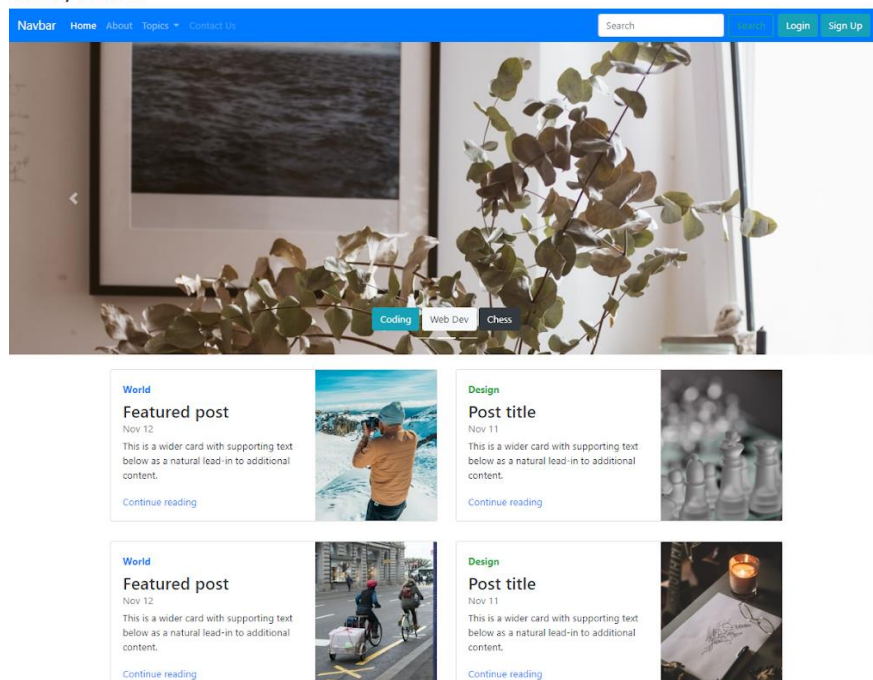 Navbar Home About Topics Contact Us Search Search Login Sign Up
Coding Web Dev Chess
World
Featured post
Nov 12
This is a wider card with supporting text
below as a natural lead-in to additional
content.
Continue reading
Design
Post title
Nov 11
This is a wider card with supporting text
below as a natural lead-in to additional
content.
Continue reading
World
Featured post
Nov 12
This is a wider card with supporting text
below as a natural lead-in to additional
content.
Continue reading
Design
Post title
Nov 11
This is a wider card with supporting text
below as a natural lead-in to additional
content.
Continue reading